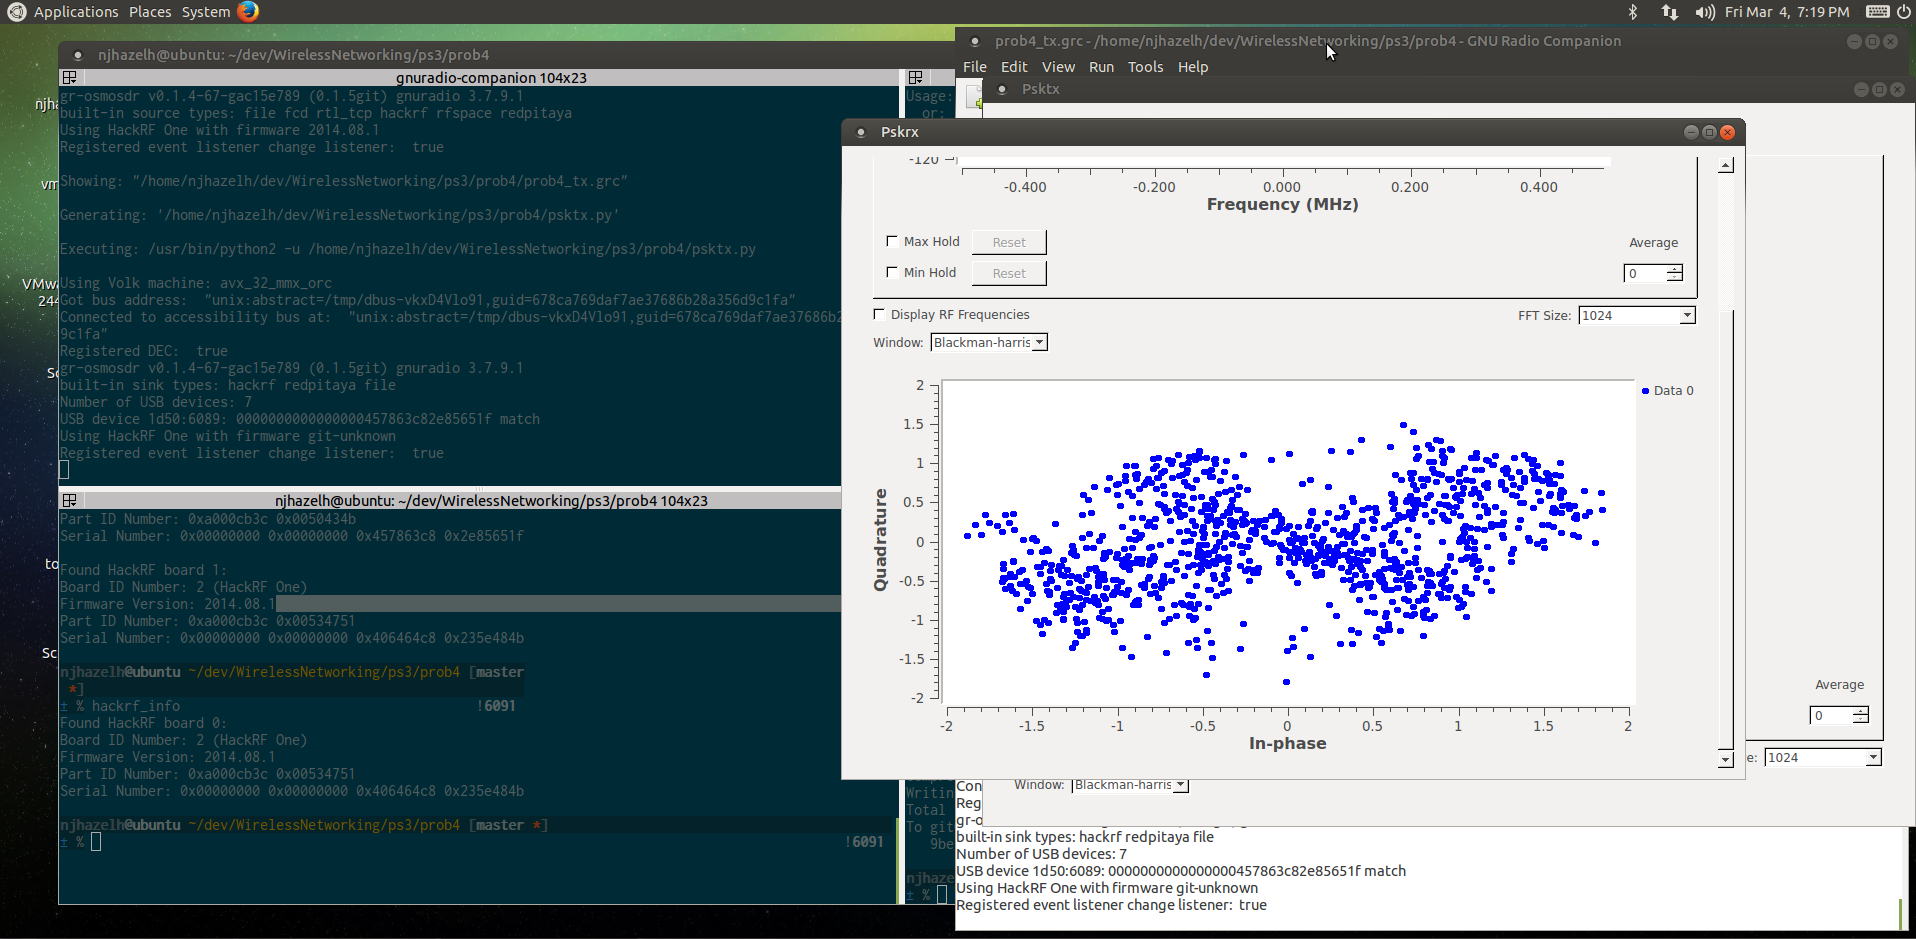 Applications Places System
Fri Mar 4, 7:19 PM
njhazelh@ubuntu: ~/dev/WirelessNetworking/ps3/prob4
gnuradio-companion 104x23
gr-osmosdr v0.1.4-67-gac15e789 (0.1.5git) gnuradio 3.7.9.1
built-in source types: file fcd rtl_tcp hackrf rfspace redpitaya
Using HackRF One with firmware 2014.08.1
Registered event listener change listener:  true
Showing: "/home/njhazelh/dev/WirelessNetworking/ps3/prob4/prob4_tx.grc"
Generating: '/home/njhazelh/dev/WirelessNetworking/ps3/prob4/psktx.py'
Executing: /usr/bin/python2 -u /home/njhazelh/dev/WirelessNetworking/ps3/prob4/psktx.py
Using Volk machine: avx_32_mmx_orc
Got bus address:  "unix:abstract=/tmp/dbus-vkxD4Vlo91,guid=678ca769daf7ae37686b28a356d9c1fa"
Connected to accessibility bus at:  "unix:abstract=/tmp/dbus-vkxD4Vlo91,guid=678ca769daf7ae37686b2
9c1fa"
Registered DEC:  true
gr-osmosdr v0.1.4-67-gac15e789 (0.1.5git) gnuradio 3.7.9.1
built-in sink types: hackrf redpitaya file
Number of USB devices: 7
USB device 1d50:6089: 0000000000000000457863c82e85651f match
Using HackRF One with firmware git-unknown
Registered event listener change listener:  true
njhazelh@ubuntu: ~/dev/WirelessNetworking/ps3/prob4 104x23
Part ID Number: 0xa000cb3c 0x0050434b
Serial Number: 0x00000000 0x00000000 0x457863c8 0x2e85651f
Found HackRF board 1:
Board ID Number: 2 (HackRF One)
Firmware Version: 2014.08.1
Part ID Number: 0xa000cb3c 0x00534751
Serial Number: 0x00000000 0x00000000 0x406464c8 0x235e484b
njhazelh@ubuntu ~/dev/WirelessNetworking/ps3/prob4 [master
*]
± % hackrf_info !6091
Found HackRF board 0:
Board ID Number: 2 (HackRF One)
Firmware Version: 2014.08.1
Part ID Number: 0xa000cb3c 0x00534751
Serial Number: 0x00000000 0x00000000 0x406464c8 0x235e484b
njhazelh@ubuntu ~/dev/WirelessNetworking/ps3/prob4 [master *]
± % !6091
njha
vm
VMwa
244
Sc
to
Sc
Usage:
or:
Writin
Total
To git
9be
njhaze
± %
prob4_tx.grc - /home/njhazelh/dev/WirelessNetworking/ps3/prob4 - GNU Radio Companion
File Edit View Run Tools Help
Psktx
Pskrx
-120
-0.400 -0.200 0.000 0.200 0.400
Frequency (MHz)
Max Hold Reset
Min Hold Reset
Average
0
Display RF Frequencies
FFT Size: 1024
Window: Blackman-harris
2
1.5
1
0.5
0
-0.5
-1
-1.5
-2
Quadrature
Data 0
-2 -1.5 -1 -0.5 0 0.5 1 1.5 2
In-phase
Average
0
e: 1024
Window: Blackman-harris
Con
Reg
gr-o
built-in sink types: hackrf redpitaya file
Number of USB devices: 7
USB device 1d50:6089: 0000000000000000457863c82e85651f match
Using HackRF One with firmware git-unknown
Registered event listener change listener:  true